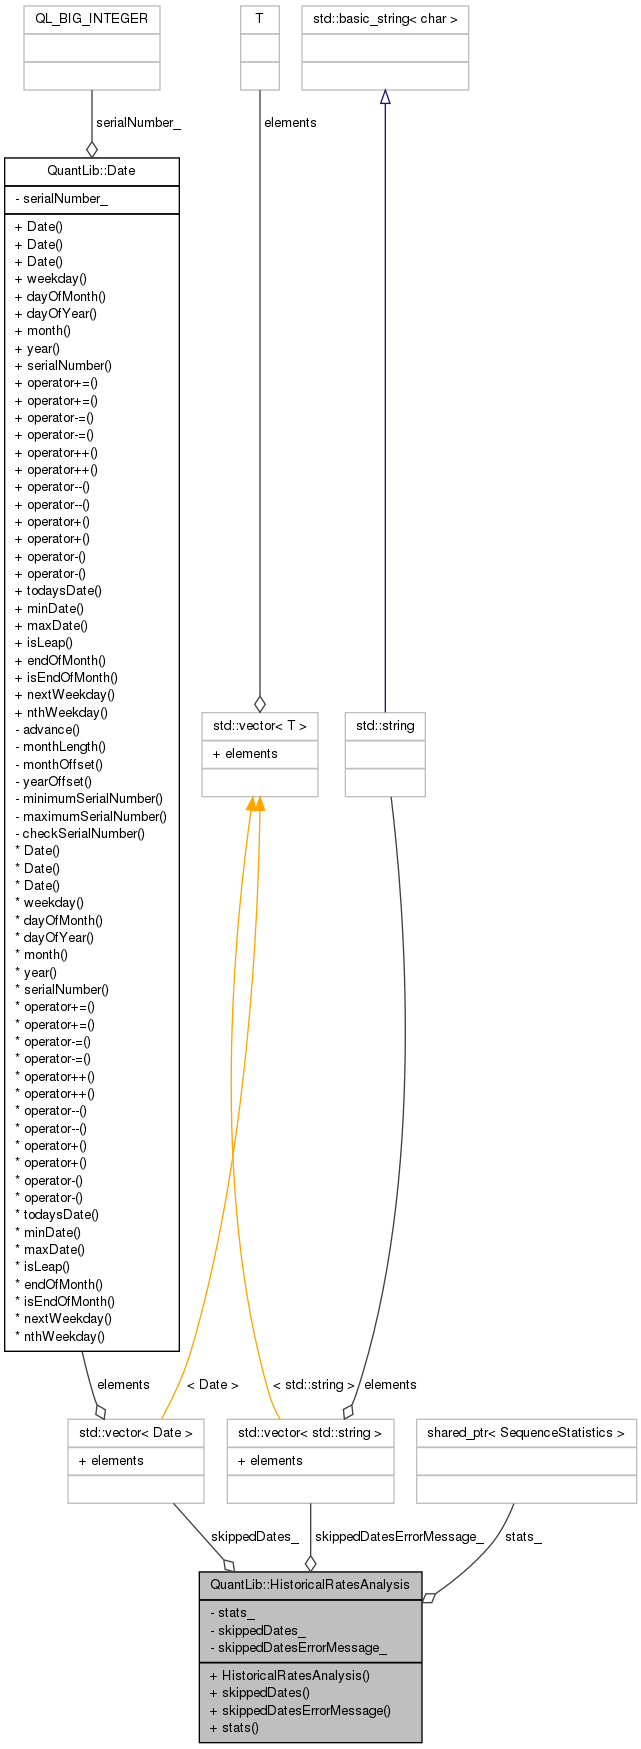 QL_BIG_INTEGER
T
std::basic_string< char >
serialNumber_
elements
QuantLib::Date
- serialNumber_
+ Date()
+ Date()
+ Date()
+ weekday()
+ dayOfMonth()
+ dayOfYear()
+ month()
+ year()
+ serialNumber()
+ operator+=()
+ operator+=()
+ operator-=()
+ operator-=()
+ operator++()
+ operator++()
+ operator--()
+ operator--()
+ operator+()
+ operator+()
+ operator-()
+ operator-()
+ todaysDate()
+ minDate()
+ maxDate()
+ isLeap()
+ endOfMonth()
+ isEndOfMonth()
+ nextWeekday()
+ nthWeekday()
- advance()
- monthLength()
- monthOffset()
- yearOffset()
- minimumSerialNumber()
- maximumSerialNumber()
- checkSerialNumber()
* Date()
* Date()
* Date()
* weekday()
* dayOfMonth()
* dayOfYear()
* month()
* year()
* serialNumber()
* operator+=()
* operator+=()
* operator-=()
* operator-=()
* operator++()
* operator++()
* operator--()
* operator--()
* operator+()
* operator+()
* operator-()
* operator-()
* todaysDate()
* minDate()
* maxDate()
* isLeap()
* endOfMonth()
* isEndOfMonth()
* nextWeekday()
* nthWeekday()
std::vector< T >
+ elements
std::string
elements
< Date >
< std::string >
elements
std::vector< Date >
+ elements
std::vector< std::string >
+ elements
shared_ptr< SequenceStatistics >
skippedDates_
skippedDatesErrorMessage_
stats_
QuantLib::HistoricalRatesAnalysis
- stats_
- skippedDates_
- skippedDatesErrorMessage_
+ HistoricalRatesAnalysis()
+ skippedDates()
+ skippedDatesErrorMessage()
+ stats()